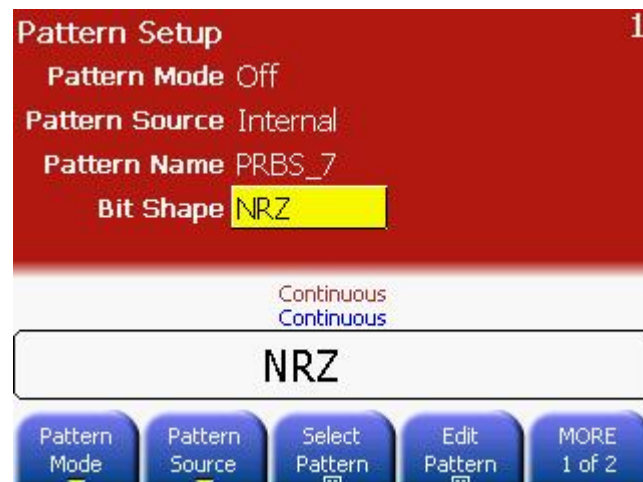 Pattern Setup 1
Pattern Mode Off
Pattern Source Internal
Pattern Name PRBS_7
Bit Shape NRZ
Continuous
Continuous
NRZ
Pattern Mode
Pattern Source
Select Pattern
Edit Pattern
MORE 1 of 2